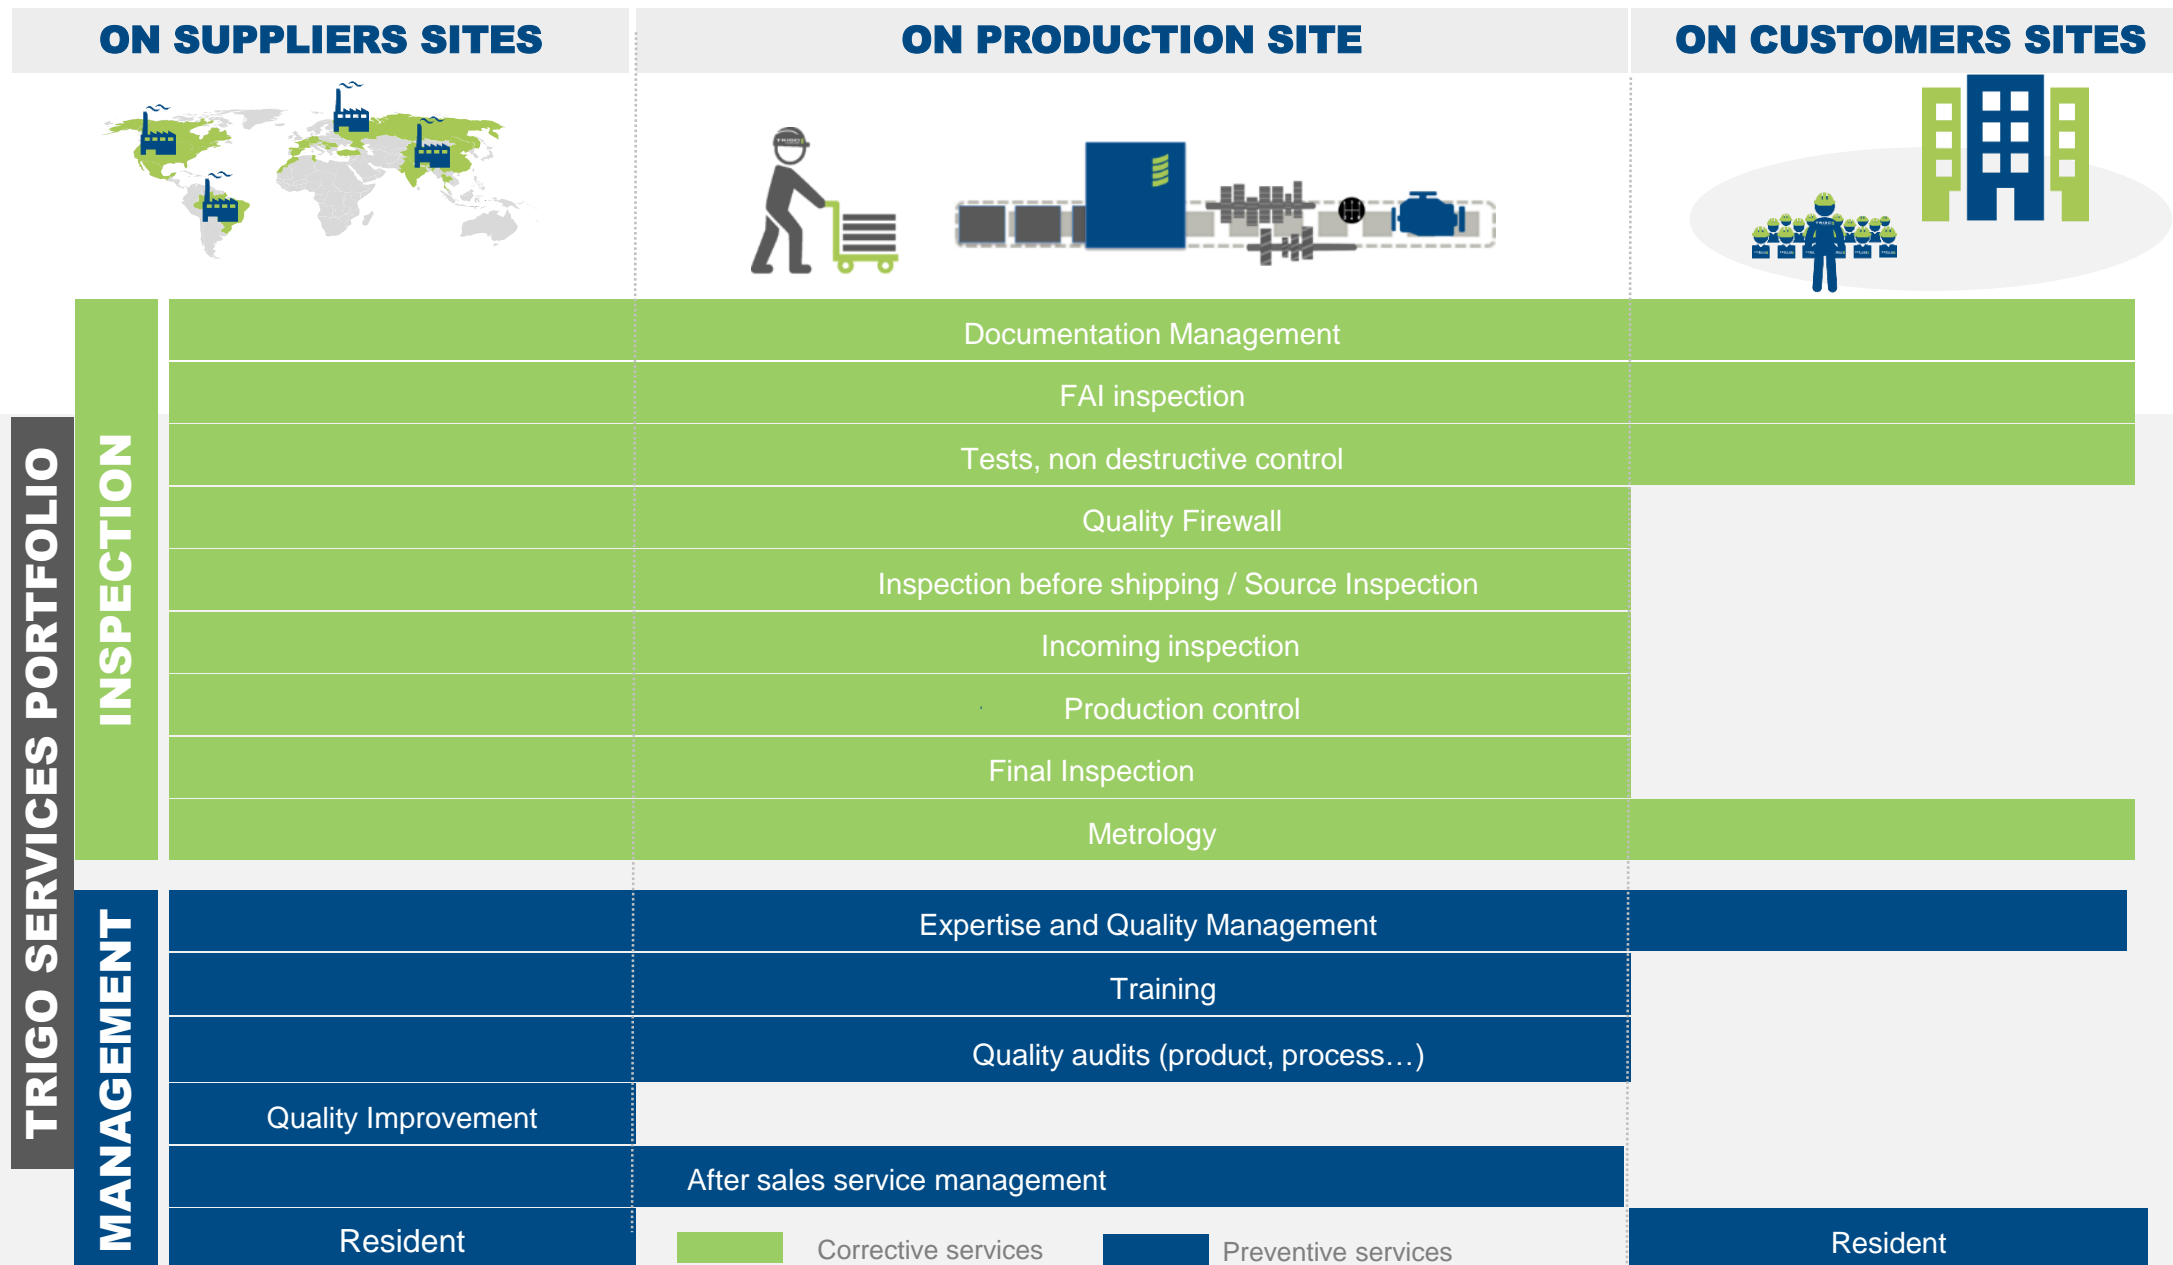 ON SUPPLIERS SITES
ON PRODUCTION SITE
ON CUSTOMERS SITES
TRIGO SERVICES PORTFOLIO
INSPECTION
Documentation Management
FAI inspection
Tests, non destructive control
Quality Firewall
Inspection before shipping / Source Inspection
Incoming inspection
Production control
Final Inspection
Metrology
MANAGEMENT
Expertise and Quality Management
Training
Quality audits (product, process…)
Quality Improvement
After sales service management
Resident
Corrective services
Preventive services
Resident